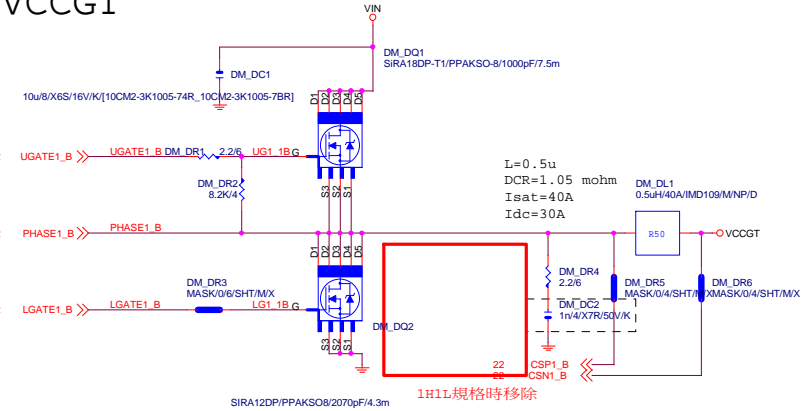 VCCGT
VIN
DM_DQ1
SiRA18DP-T1/PPAKSO-8/1000pF/7.5m
DM_DC1
10u/8/X6S/16V/K/[10CM2-3K1005-74R_10CM2-3K1005-7BR]
D1
D2
D3
D4
D5
UGATE1_B
UGATE1_B
DM_DR1
2.2/6
UG1_1B
G
S3
S2
S1
DM_DR2
8.2K/4
L=0.5u
DCR=1.05 mohm
Isat=40A
Idc=30A
DM_DL1
0.5uH/40A/IMD109/M/NP/D
R50
VCCGT
PHASE1_B
PHASE1_B
D1
D2
D3
D4
D5
DM_DR3
MASK/0/6/SHT/M/X
LGATE1_B
LGATE1_B
LG1_1B
G
S3
S2
S1
DM_DQ2
SIRA12DP/PPAKSO8/2070pF/4.3m
DM_DR4
2.2/6
DM_DC2
1n/4/X7R/50V/K
DM_DR5
MASK/0/4/SHT/M/X
DM_DR6
MASK/0/4/SHT/M/X
22
CSP1_B
22
CSN1_B
1H1L規格時移除